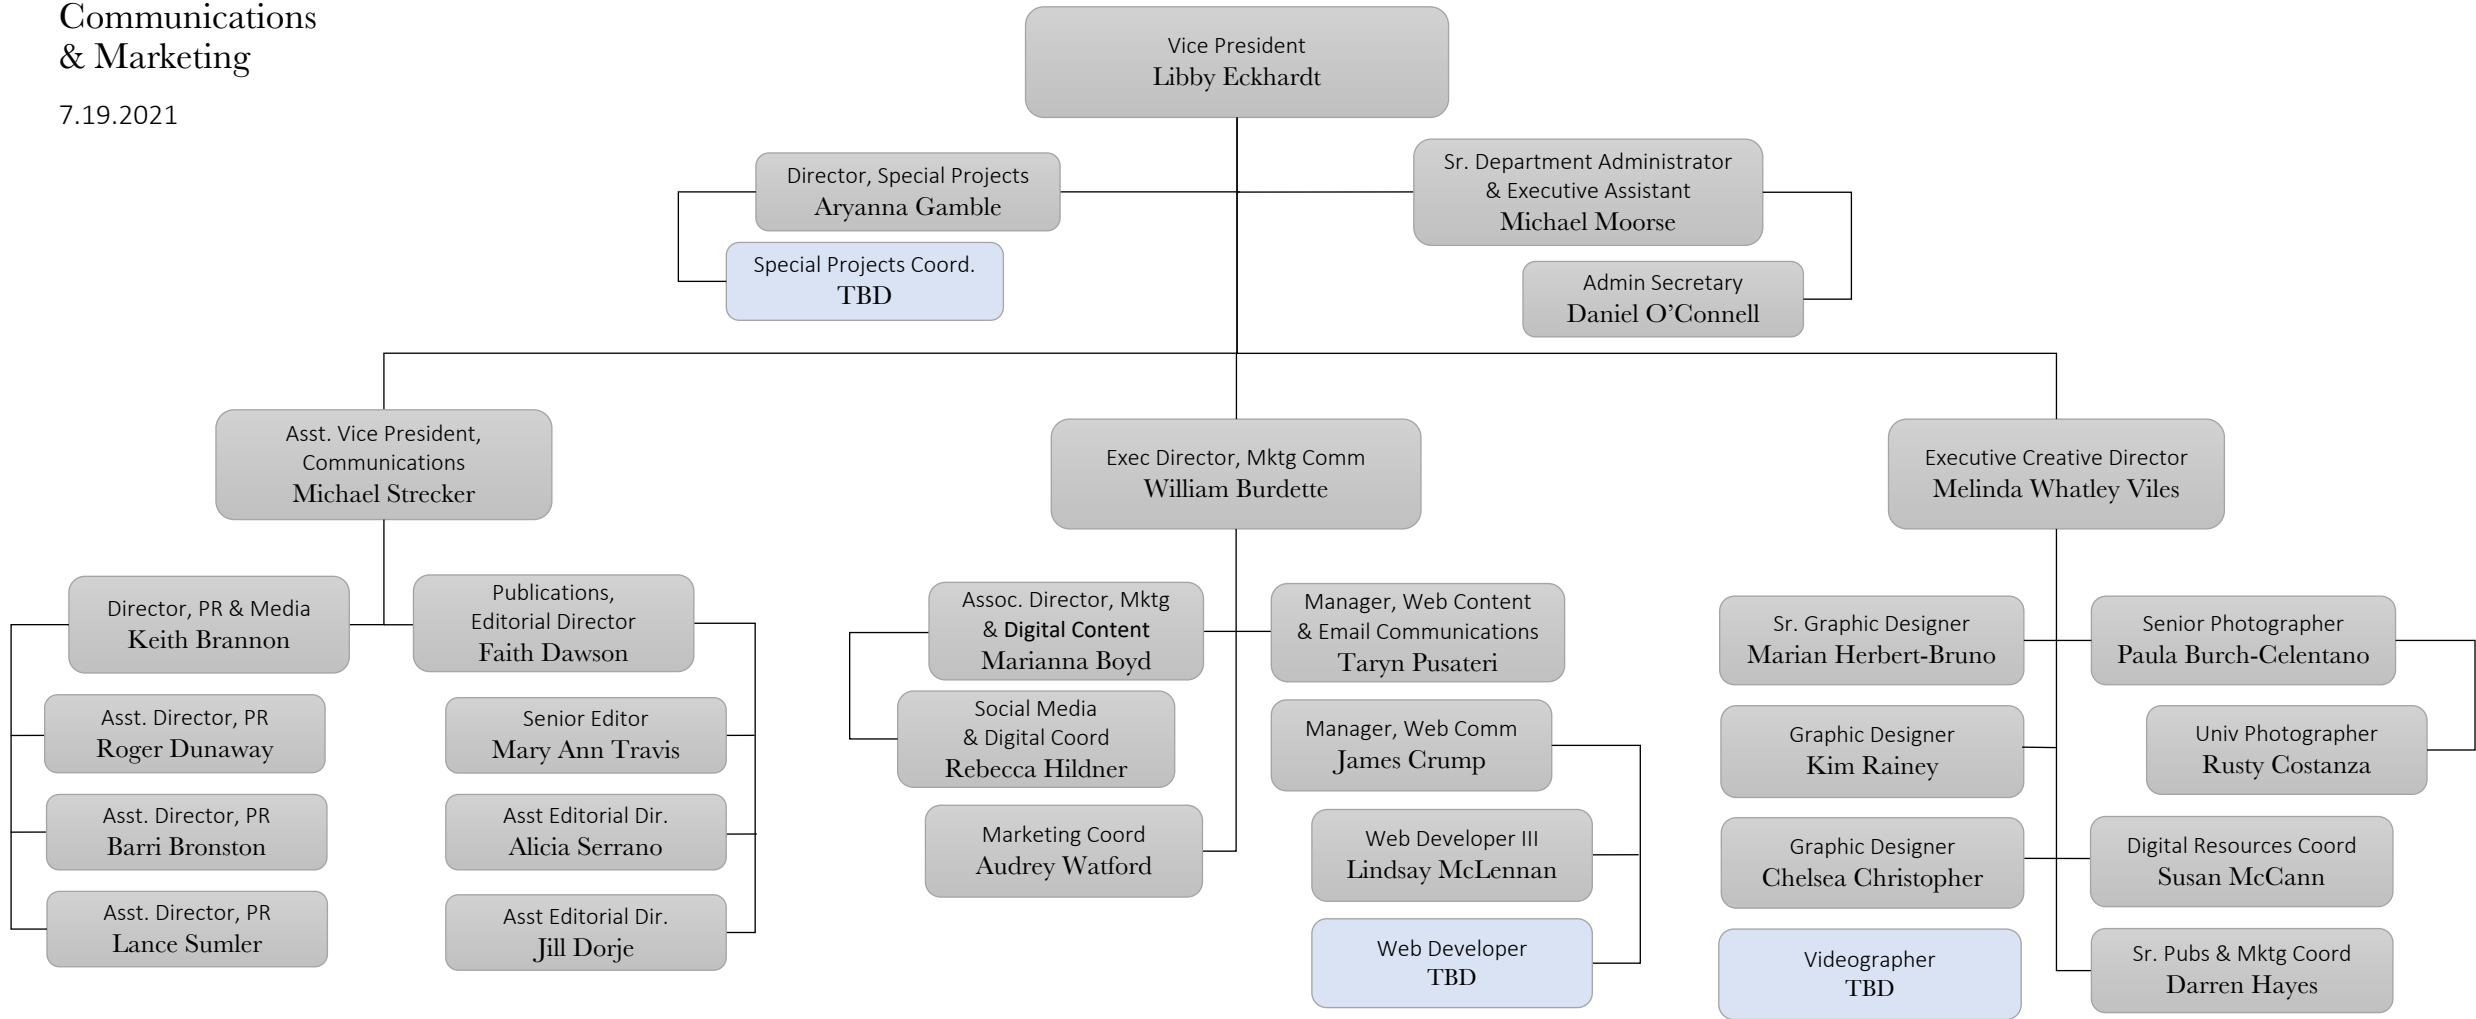 Communications
& Marketing
7.19.2021
Vice President
Libby Eckhardt
Director, Special Projects
Aryanna Gamble
Special Projects Coord.
TBD
Sr. Department Administrator
& Executive Assistant
Michael Moorse
Admin Secretary
Daniel O’Connell
Asst. Vice President,
Communications
Michael Strecker
Director, PR & Media
Keith Brannon
Asst. Director, PR
Roger Dunaway
Asst. Director, PR
Barri Bronston
Asst. Director, PR
Lance Sumler
Publications,
Editorial Director
Faith Dawson
Senior Editor
Mary Ann Travis
Asst Editorial Dir.
Alicia Serrano
Asst Editorial Dir.
Jill Dorje
Exec Director, Mktg Comm
William Burdette
Assoc. Director, Mktg
& Digital Content
Marianna Boyd
Social Media
& Digital Coord
Rebecca Hildner
Marketing Coord
Audrey Watford
Manager, Web Content
& Email Communications
Taryn Pusateri
Manager, Web Comm
James Crump
Web Developer III
Lindsay McLennan
Web Developer
TBD
Executive Creative Director
Melinda Whatley Viles
Sr. Graphic Designer
Marian Herbert-Bruno
Graphic Designer
Kim Rainey
Graphic Designer
Chelsea Christopher
Videographer
TBD
Senior Photographer
Paula Burch-Celentano
Univ Photographer
Rusty Costanza
Digital Resources Coord
Susan McCann
Sr. Pubs & Mktg Coord
Darren Hayes